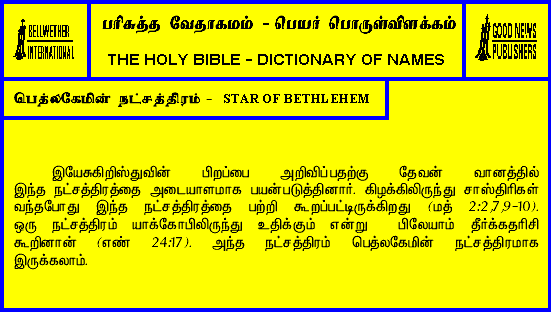 BELLWETHER
INTERNATIONAL
பரிசுத்த வேதாகமம் - பெயர் பொருள்விளக்கம்
THE HOLY BIBLE - DICTIONARY OF NAMES
GOOD NEWS
PUBLISHERS
பெத்லகேமின் நட்சத்திரம் - STAR OF BETHLEHEM
இயேசுகிறிஸ்துவின் பிறப்பை அறிவிப்பதற்கு தேவன் வானத்தில்
இந்த நட்சத்திரத்தை அடையாளமாக பயன்படுத்தினார். கிழக்கிலிருந்து சாஸ்திரிகள்
வந்தபோது இந்த நட்சத்திரத்தை பற்றி கூறப்பட்டிருக்கிறது (மத் 2:2,7,9-10).
ஒரு நட்சத்திரம் யாக்கோபிலிருந்து உதிக்கும் என்று பிலேயாம் தீர்க்கதரிசி
கூறினான் (எண் 24:17). அந்த நட்சத்திரம் பெத்லகேமின் நட்சத்திரமாக
இருக்கலாம்.